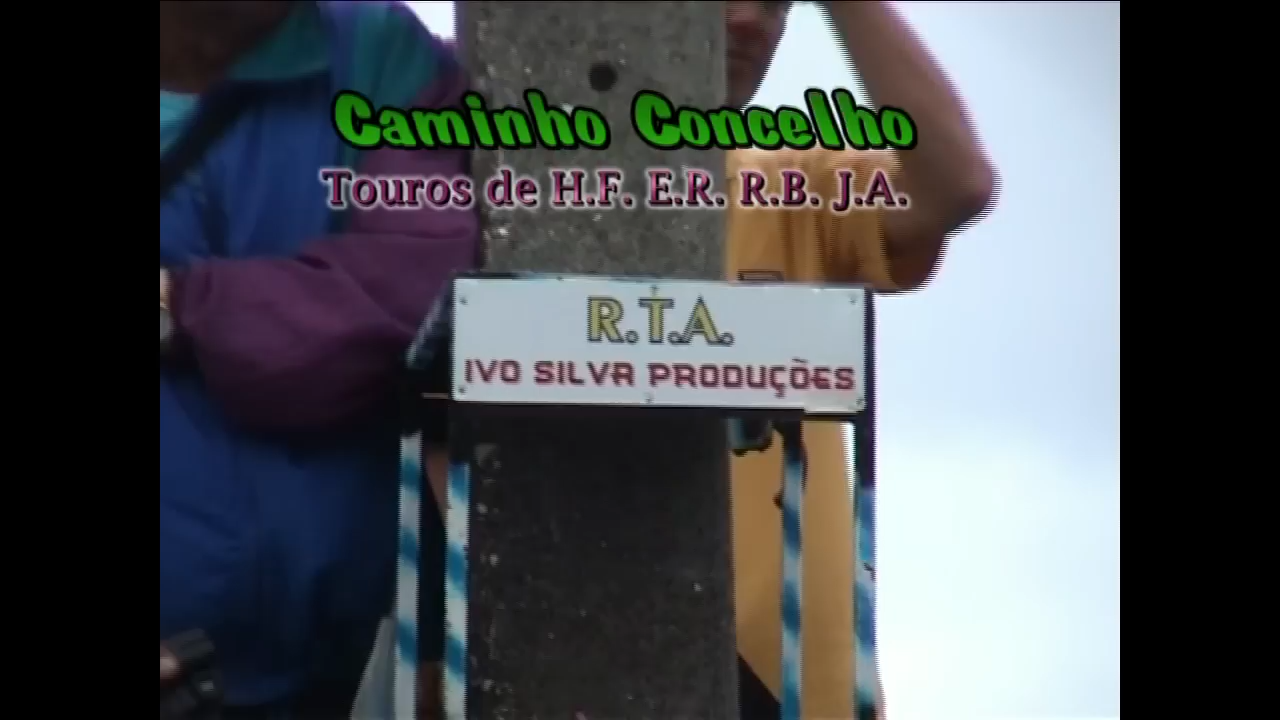 Caminho Concelho
Touros de H.F. E.R. R.B. J.A.
R.T.A.
IVO SILVA PRODUÇÕES